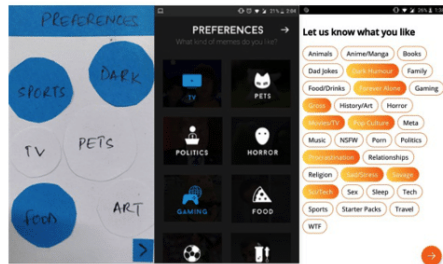 PREFERENCES
SPORTS
DARK
TV
PETS
FOOD
ART
>
PREFERENCES →
What kind of memes do you like?
TV
PETS
POLITICS
HORROR
GAMING
FOOD
Let us know what you like
Animals Anime/Manga Books
Dad Jokes Dark Humour Family
Food/Drinks Forever Alone Gaming
Gross History/Art Horror
Movies/TV Pop Culture Meta
Music NSFW Porn Politics
Procrastination Relationships
Religion Sad/Stress Savage
Sci/Tech Sex Sleep Tech
Sports Starter Packs Travel
WTF
→